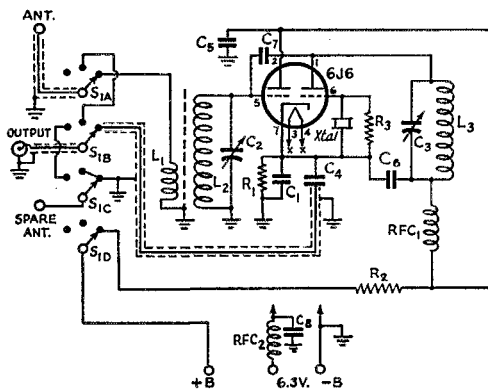 ANT.
C5
C7
2
1
6J6
5
6
S1A
7
3
4
X X
Xtal
R3
C3
L3
OUTPUT
S1B
L1
L2
C2
R1
C1
C4
C6
S1C
SPARE
ANT.
RFC1
S1D
R2
RFC2
C8
+B
6.3V.
-B